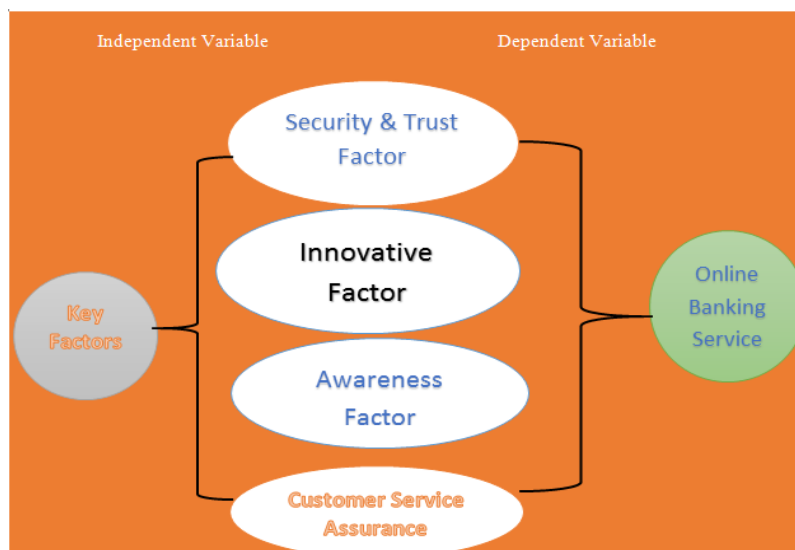 Independent Variable
Dependent Variable
Security & Trust
Factor
Innovative
Factor
Key
Factors
Online
Banking
Service
Awareness
Factor
Customer Service
Assurance